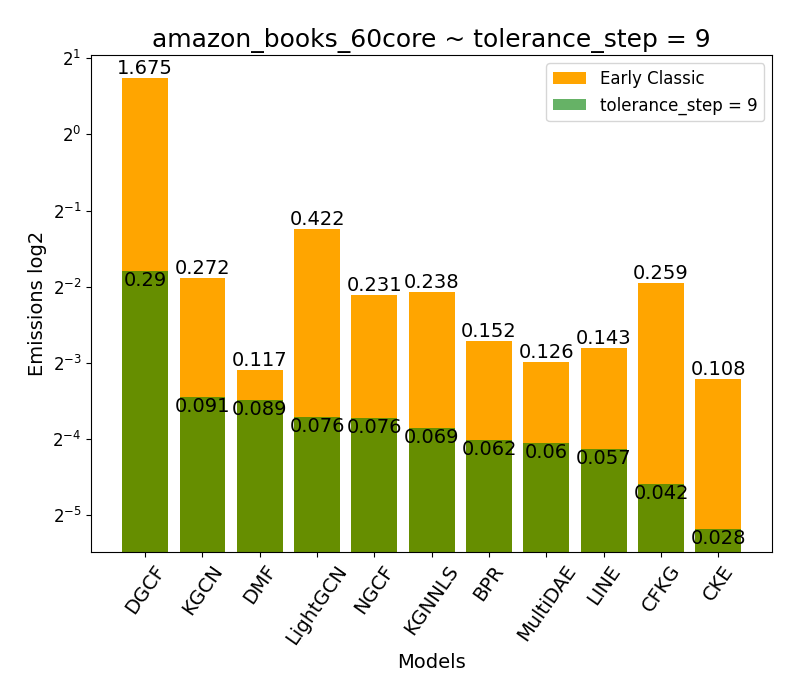 amazon_books_60core ~ tolerance_step = 9
Early Classic
tolerance_step = 9
Emissions log2
2^1
2^0
2^-1
2^-2
2^-3
2^-4
2^-5
1.675
0.272
0.117
0.422
0.231
0.238
0.152
0.126
0.143
0.259
0.108
0.29
0.091
0.089
0.076
0.076
0.069
0.062
0.06
0.057
0.042
0.028
DGCF
KGCN
DMF
LightGCN
NGCF
KGNNLS
BPR
MultiDAE
LINE
CFKG
CKE
Models